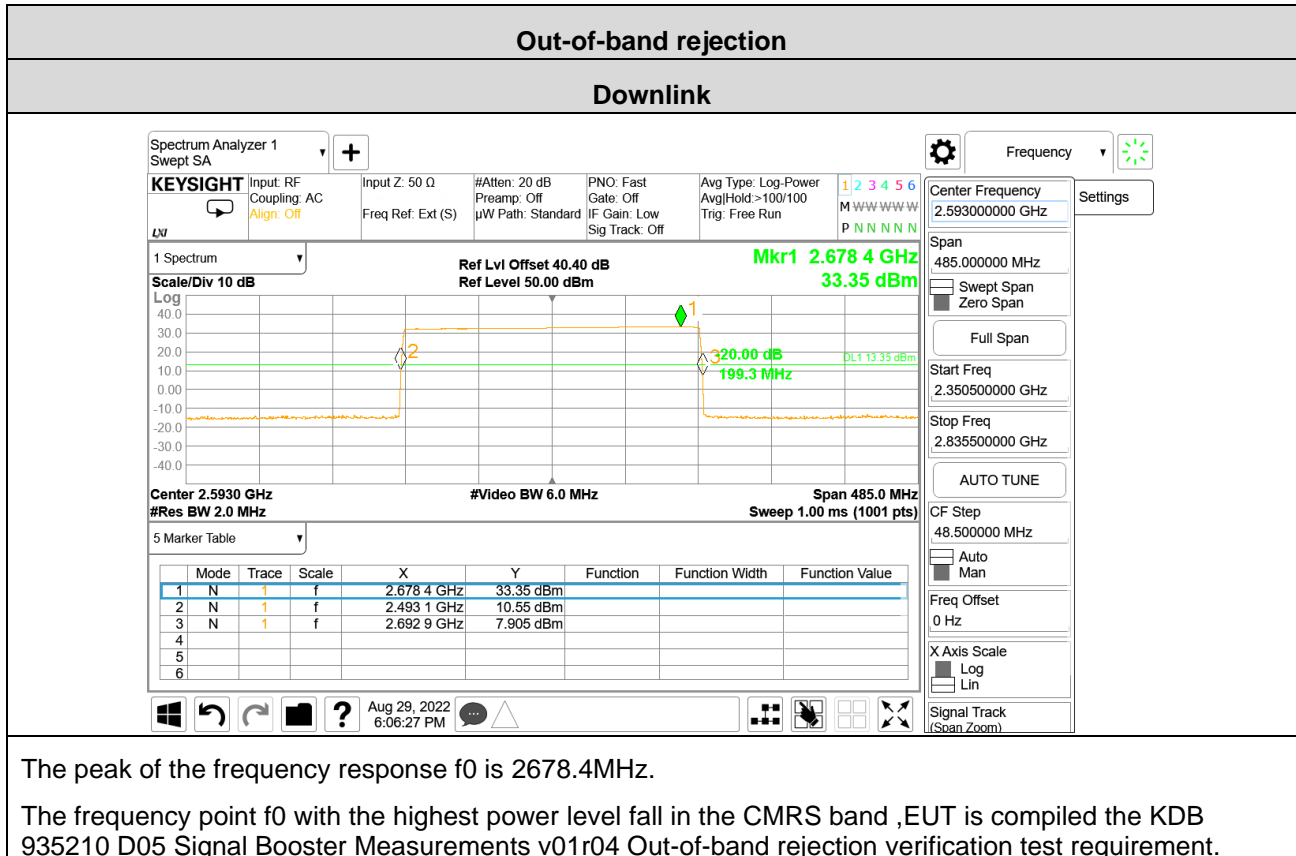 Out-of-band rejection
Downlink
Spectrum Analyzer 1
Swept SA
Frequency
KEYSIGHT
LXI
Input: RF
Coupling: AC
Align: Off
Input Z: 50 Ω
Freq Ref: Ext (S)
#Atten: 20 dB
Preamp: Off
µW Path: Standard
PNO: Fast
Gate: Off
IF Gain: Low
Sig Track: Off
Avg Type: Log-Power
Avg|Hold:>100/100
Trig: Free Run
1 2 3 4 5 6
M W W W W W
P N N N N N
Center Frequency
2.593000000 GHz
Settings
Span
485.000000 MHz
Swept Span
Zero Span
Full Span
Start Freq
2.350500000 GHz
Stop Freq
2.835500000 GHz
AUTO TUNE
CF Step
48.500000 MHz
Auto
Man
Freq Offset
0 Hz
X Axis Scale
Log
Lin
Signal Track
(Span Zoom)
1 Spectrum
Scale/Div 10 dB
Ref Lvl Offset 40.40 dB
Ref Level 50.00 dBm
Mkr1 2.678 4 GHz
33.35 dBm
Log
40.0
30.0
20.0
10.0
0.00
-10.0
-20.0
-30.0
-40.0
1
2
3
-20.00 dB
199.3 MHz
DL1 13.35 dBm
Center 2.5930 GHz
#Video BW 6.0 MHz
Span 485.0 MHz
#Res BW 2.0 MHz
Sweep 1.00 ms (1001 pts)
5 Marker Table
Mode Trace Scale X Y Function Function Width Function Value
1 N 1 f 2.678 4 GHz 33.35 dBm
2 N 1 f 2.493 1 GHz 10.55 dBm
3 N 1 f 2.692 9 GHz 7.905 dBm
4
5
6
?
Aug 29, 2022
6:06:27 PM
The peak of the frequency response f0 is 2678.4MHz.
The frequency point f0 with the highest power level fall in the CMRS band ,EUT is compiled the KDB
935210 D05 Signal Booster Measurements v01r04 Out-of-band rejection verification test requirement.